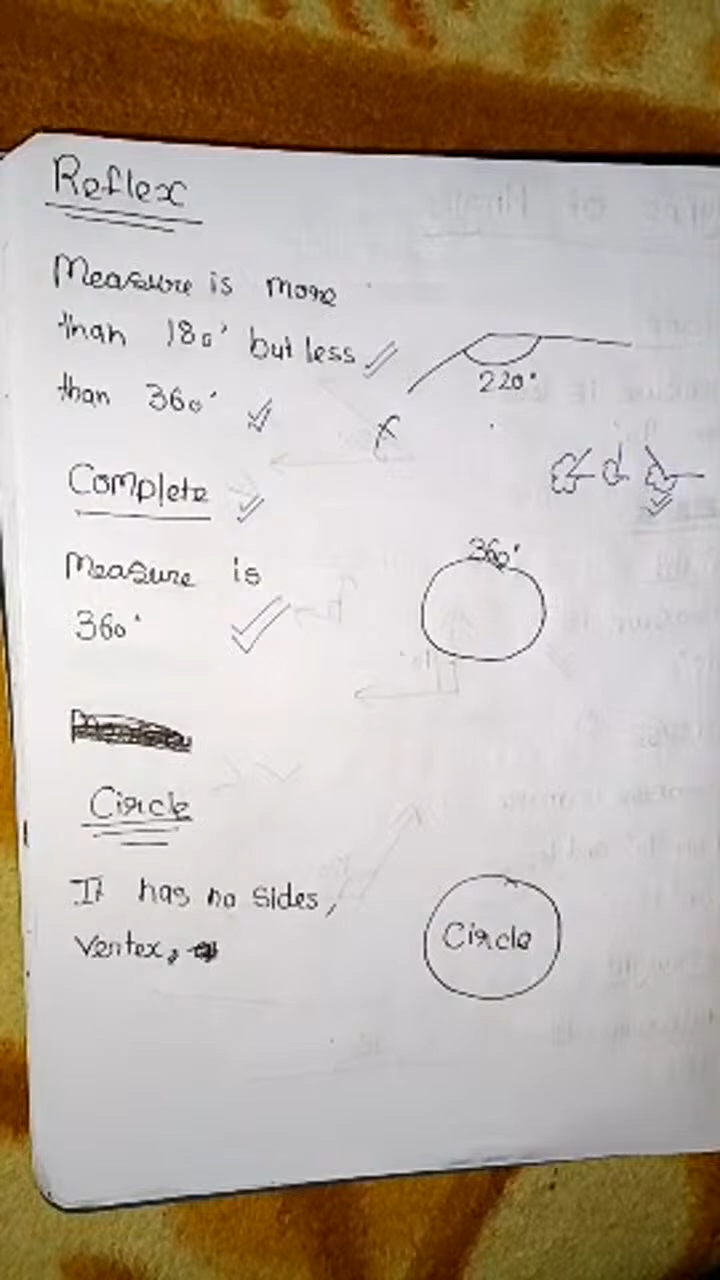 Reflex
Measure is more
than 180° but less
than 360°
220°
Complete
Measure is
360°
360°
Circle
It has no sides,
vertex,
Circle